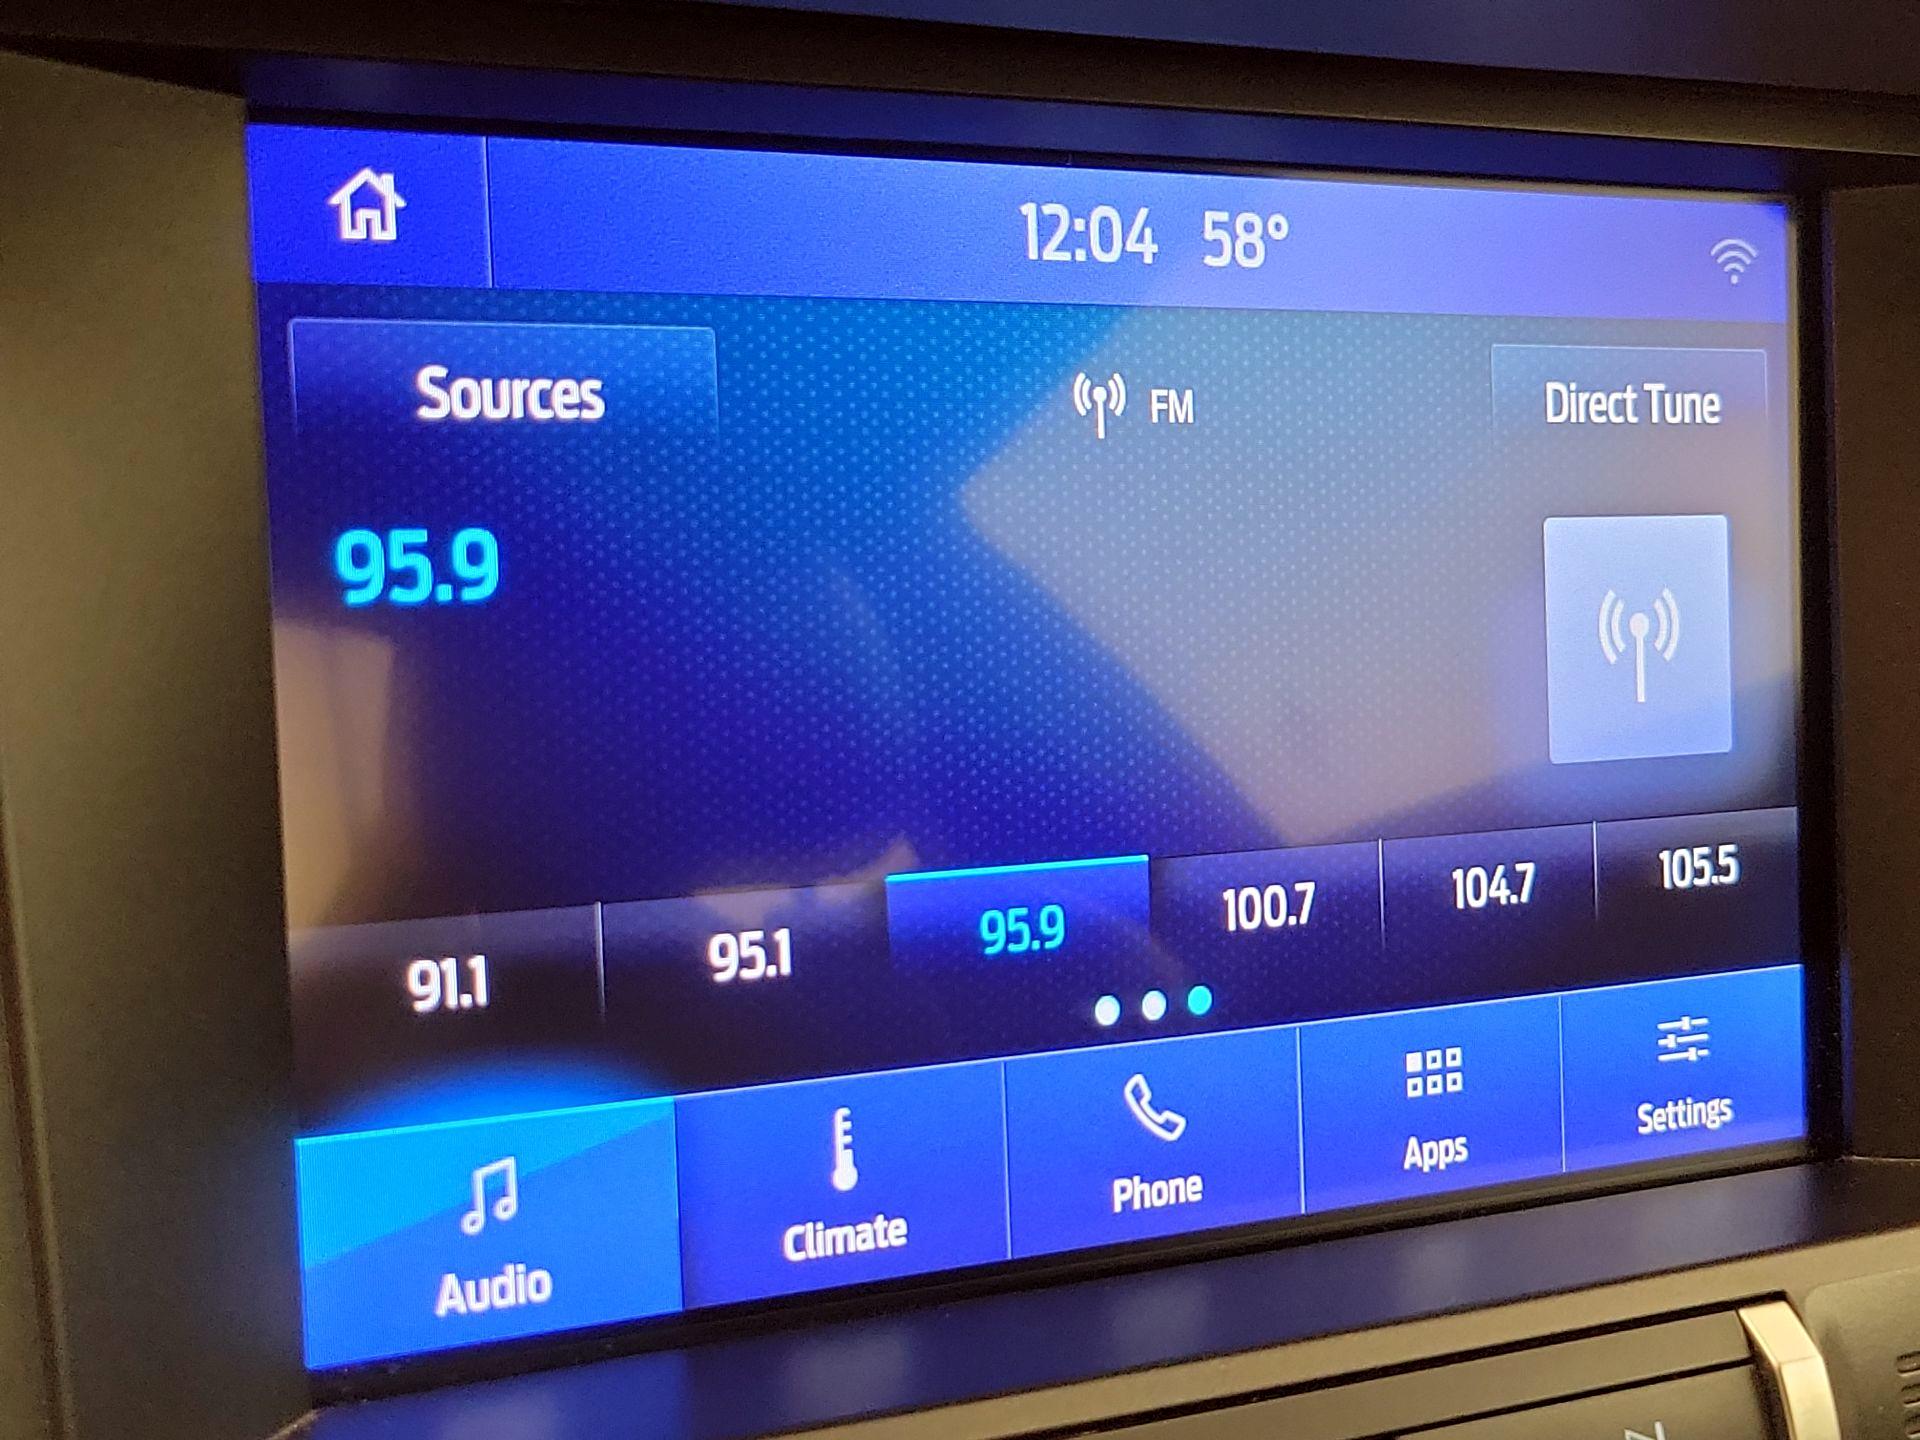 12:04 58°
Sources FM Direct Tune
95.9
91.1 95.1 95.9 100.7 104.7 105.5
Audio Climate Phone Apps Settings